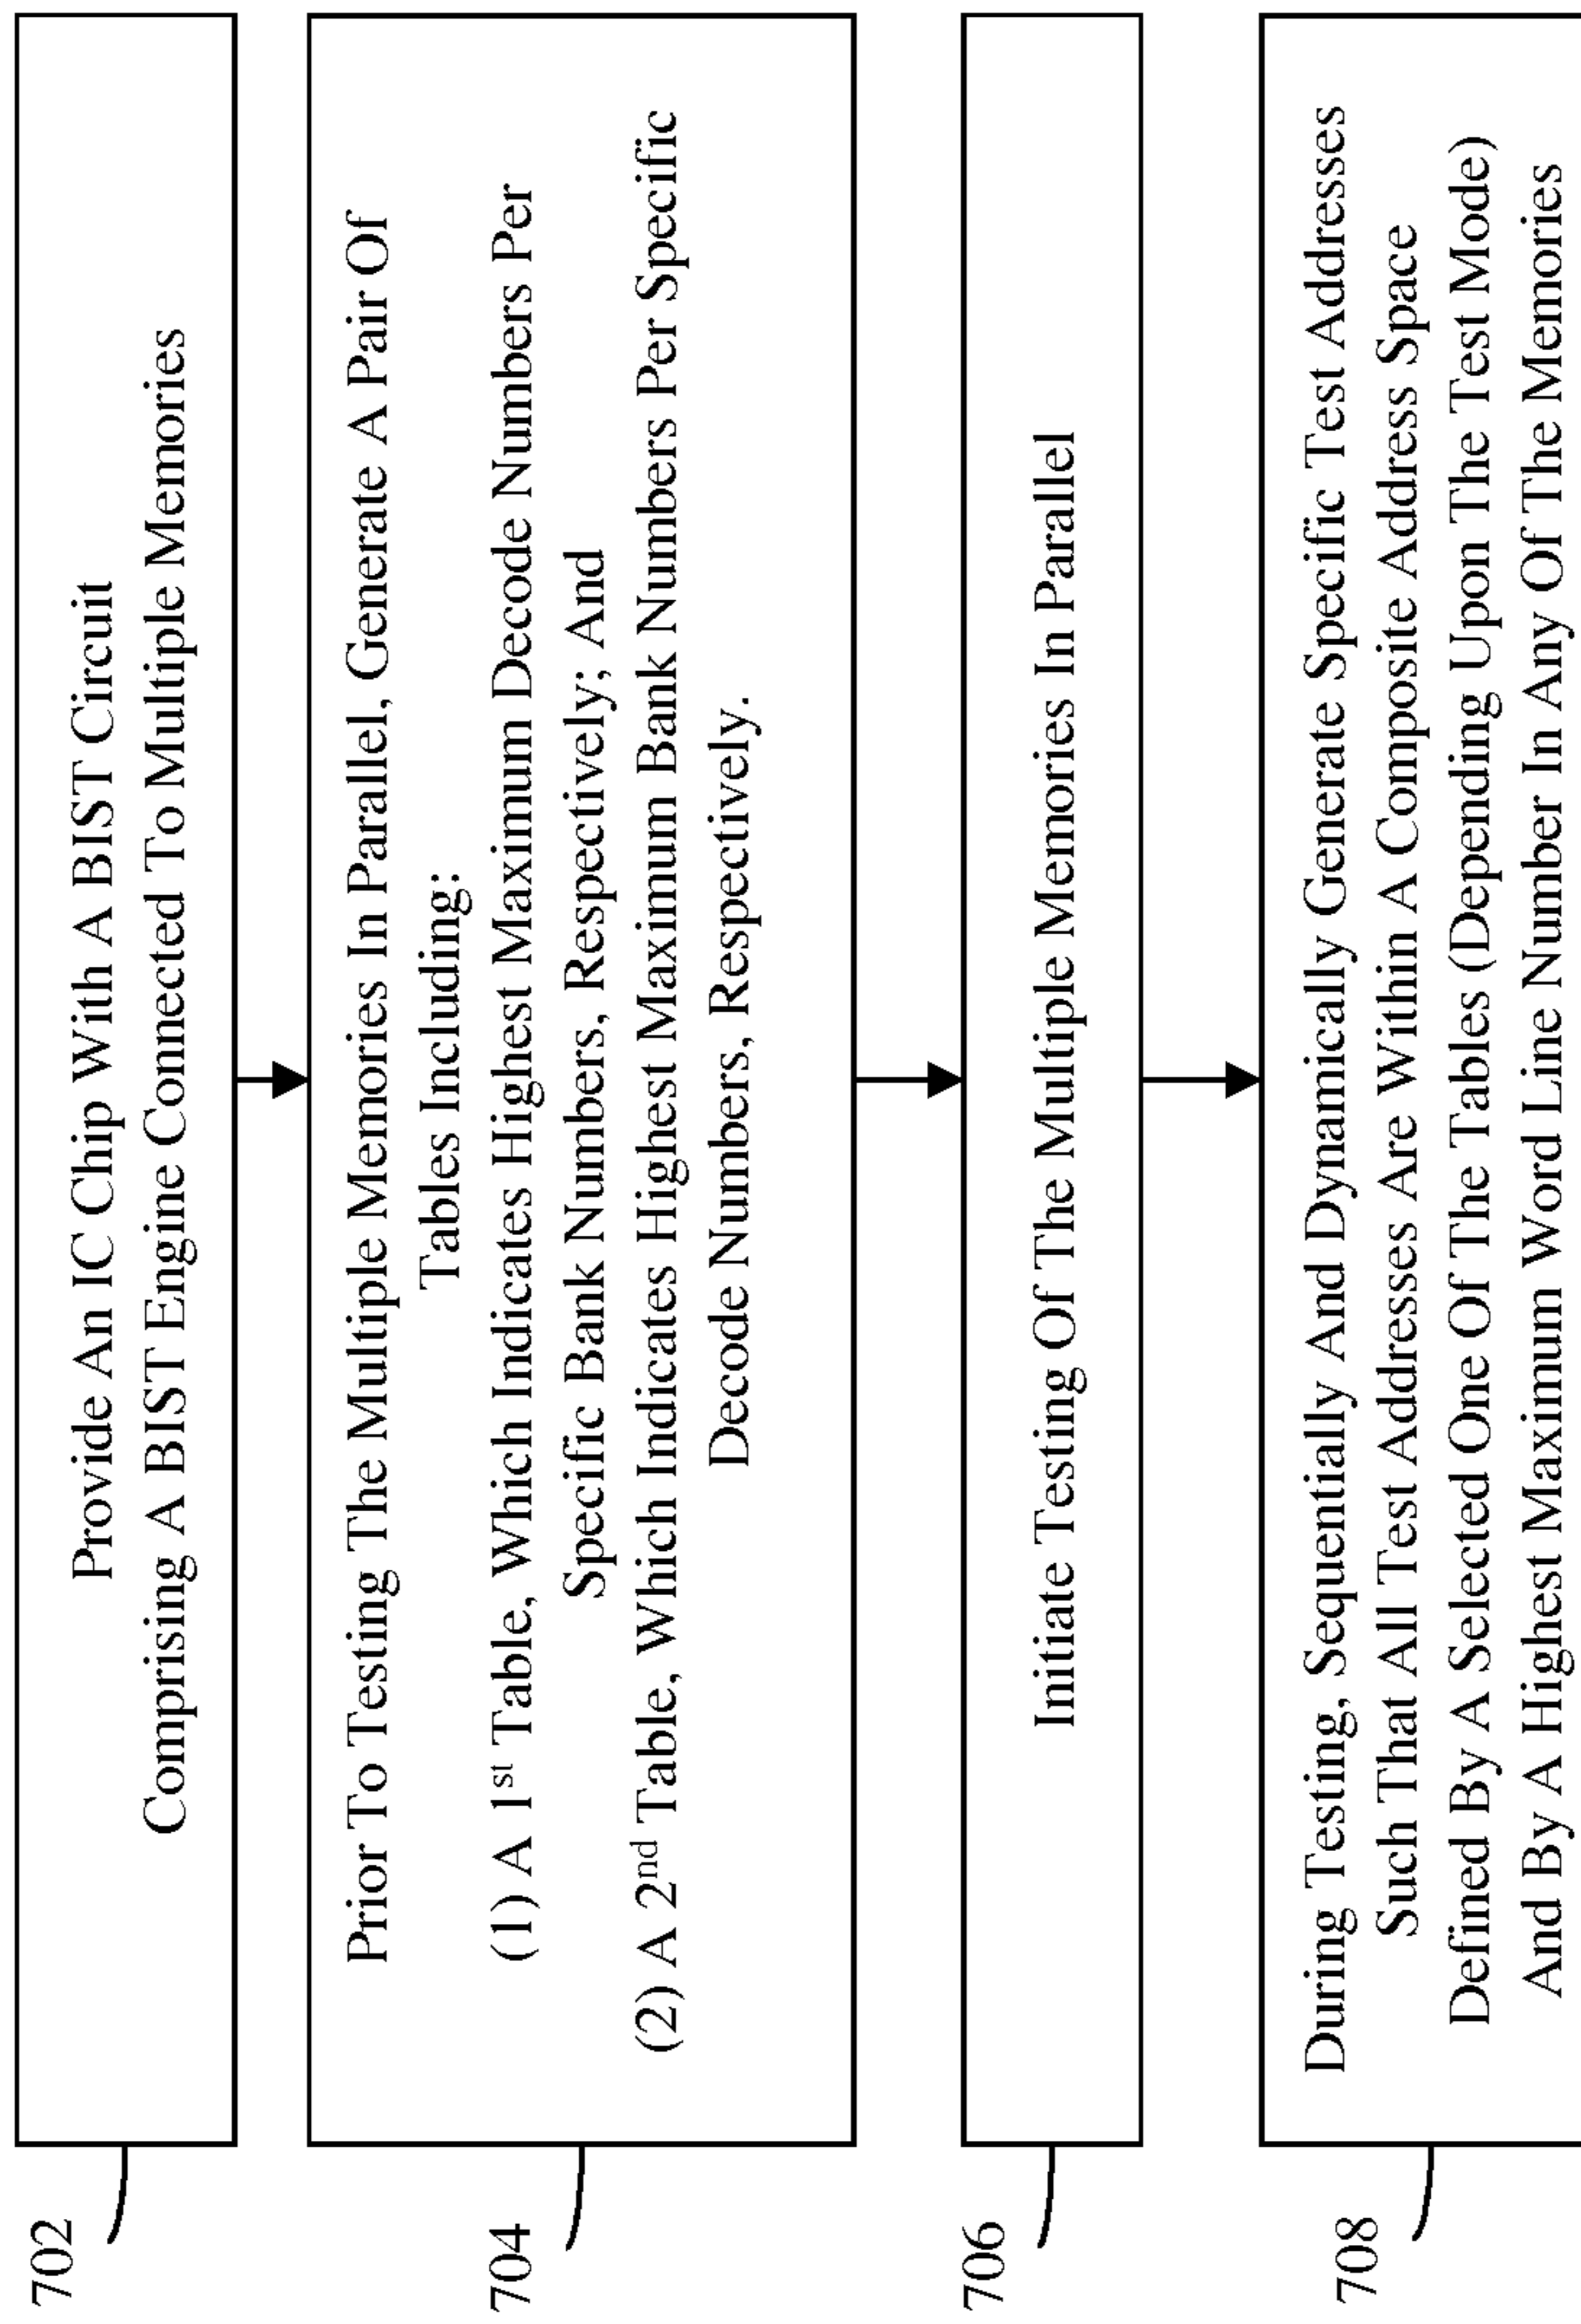 702
Provide An IC Chip With A BIST Circuit
Comprising A BIST Engine Connected To Multiple Memories
704
Prior To Testing The Multiple Memories In Parallel, Generate A Pair Of
Tables Including:
(1) A 1st Table, Which Indicates Highest Maximum Decode Numbers Per
Specific Bank Numbers, Respectively; And
(2) A 2nd Table, Which Indicates Highest Maximum Bank Numbers Per Specific
Decode Numbers, Respectively.
706
Initiate Testing Of The Multiple Memories In Parallel
708
During Testing, Sequentially And Dynamically Generate Specific Test Addresses
Such That All Test Addresses Are Within A Composite Address Space
Defined By A Selected One Of The Tables (Depending Upon The Test Mode)
And By A Highest Maximum Word Line Number In Any Of The Memories